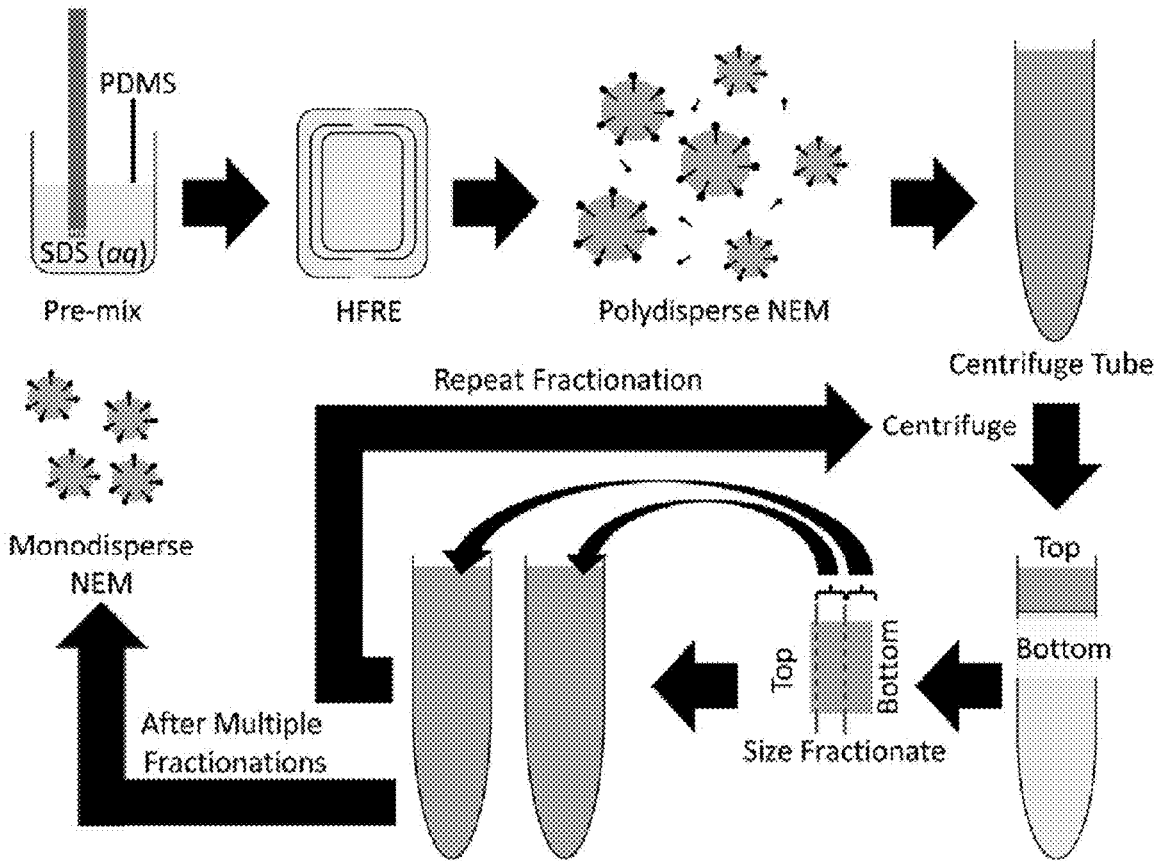 PDMS
SDS (aq)
Pre-mix
HFRE
Polydisperse NEM
Centrifuge Tube
Repeat Fractionation
Centrifuge
Monodisperse
NEM
Top
Bottom
Top
Bottom
Size Fractionate
After Multiple
Fractionations